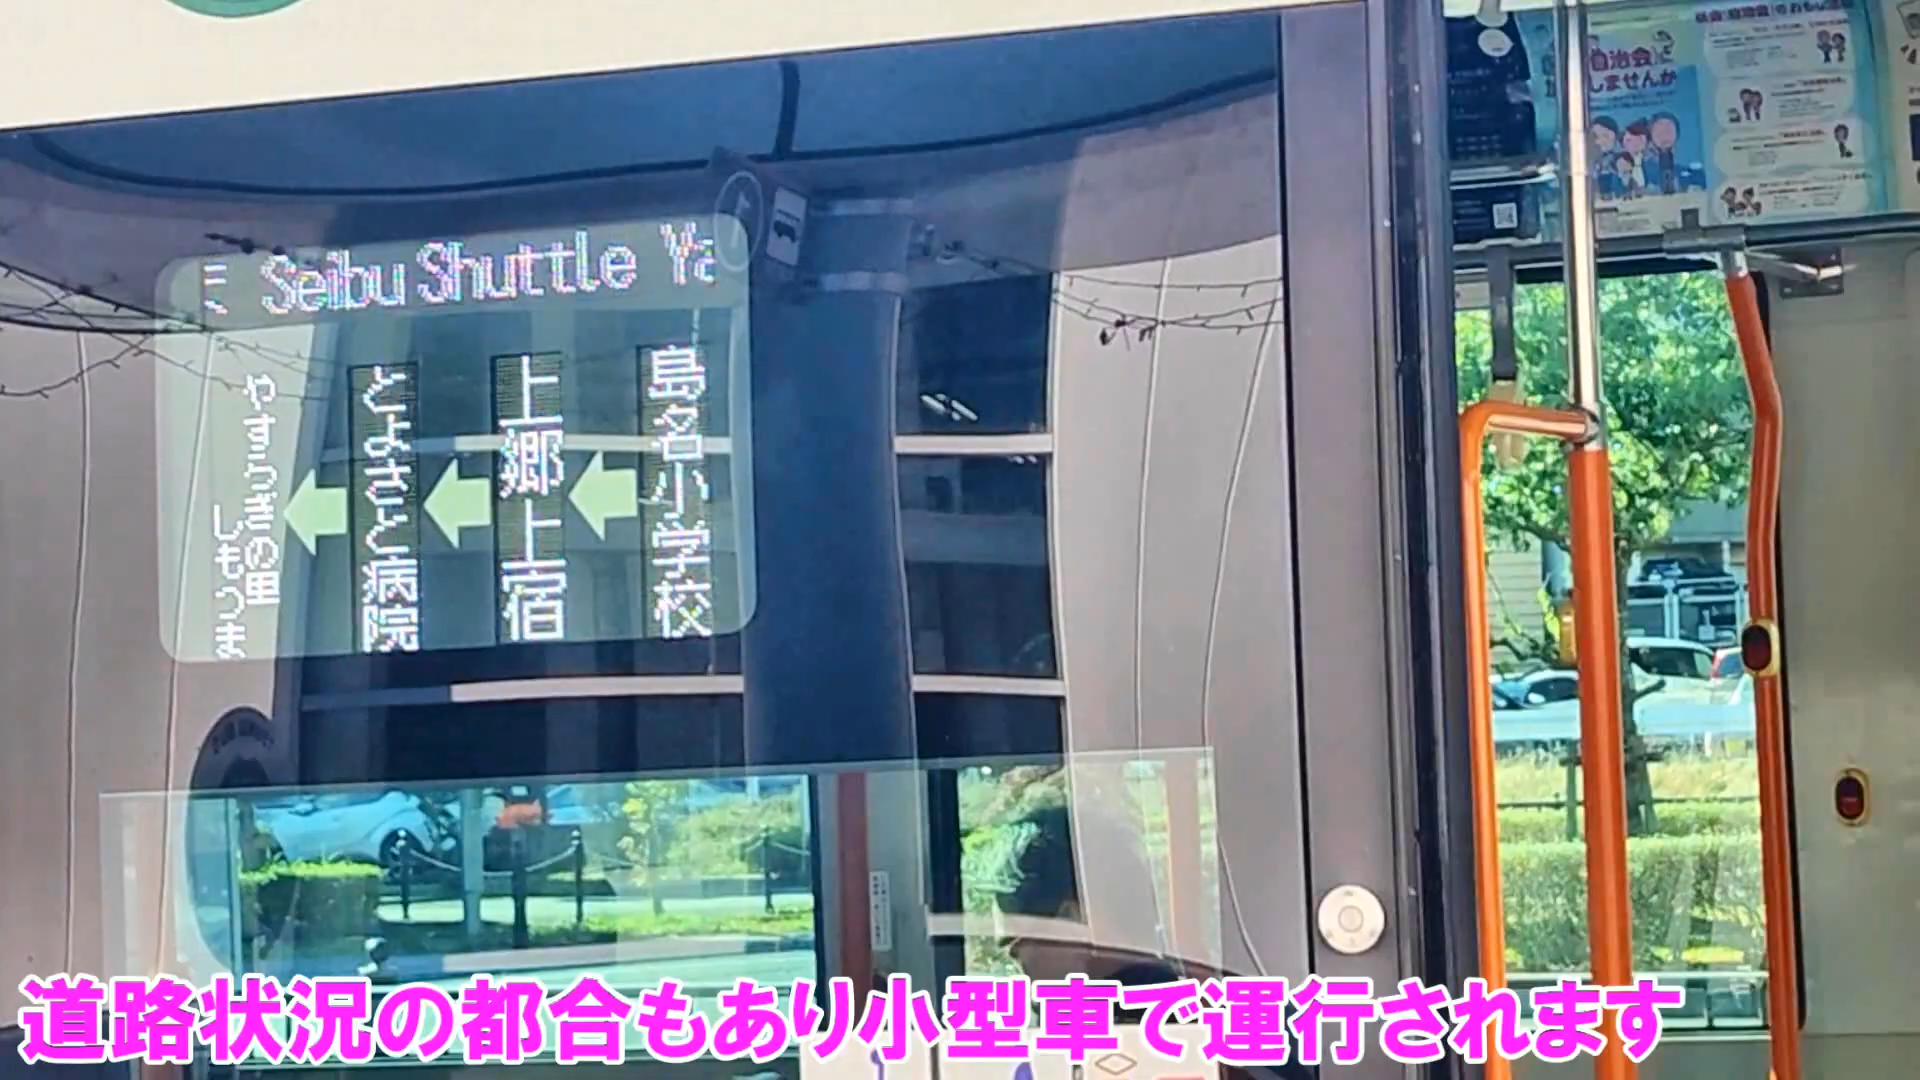 Seibu Shuttle Ya
島名小学校
上郷上宿
とよさと病院
やすらぎの里
しもつま
自治会
しませんか
道路状況の都合もあり小型車で運行されます